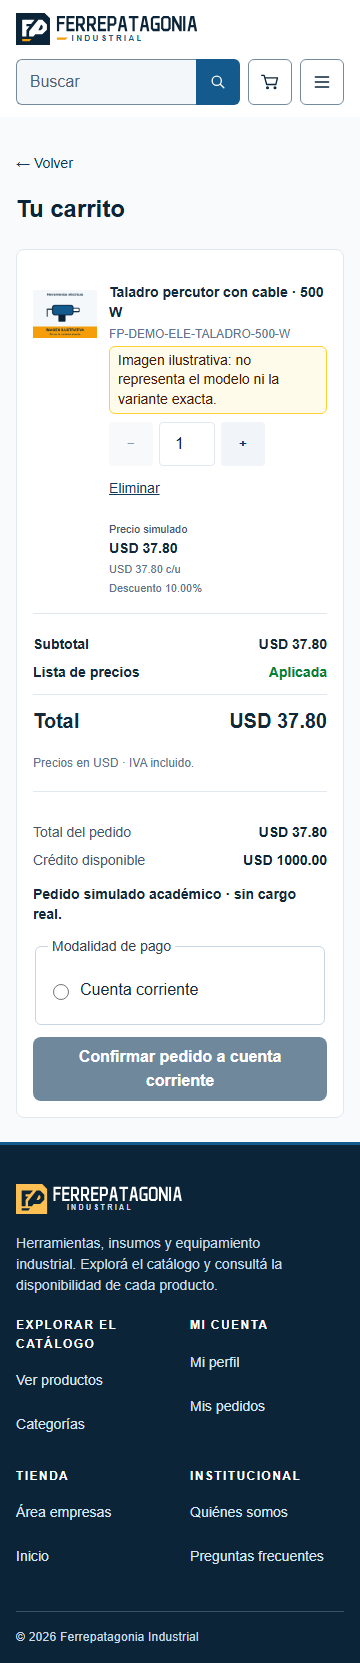 FERREPATAGONIA
INDUSTRIAL
Buscar
← Volver
Tu carrito
Taladro percutor con cable · 500
W
FP-DEMO-ELE-TALADRO-500-W
Imagen ilustrativa: no
representa el modelo ni la
variante exacta.
−
1
+
Eliminar
Precio simulado
USD 37.80
USD 37.80 c/u
Descuento 10.00%
Subtotal USD 37.80
Lista de precios Aplicada
Total USD 37.80
Precios en USD · IVA incluido.
Total del pedido USD 37.80
Crédito disponible USD 1000.00
Pedido simulado académico · sin cargo
real.
Modalidad de pago
Cuenta corriente
Confirmar pedido a cuenta
corriente
FERREPATAGONIA
INDUSTRIAL
Herramientas, insumos y equipamiento
industrial. Explorá el catálogo y consultá la
disponibilidad de cada producto.
EXPLORAR EL
CATÁLOGO
Ver productos
Categorías
MI CUENTA
Mi perfil
Mis pedidos
TIENDA
Área empresas
Inicio
INSTITUCIONAL
Quiénes somos
Preguntas frecuentes
© 2026 Ferrepatagonia Industrial